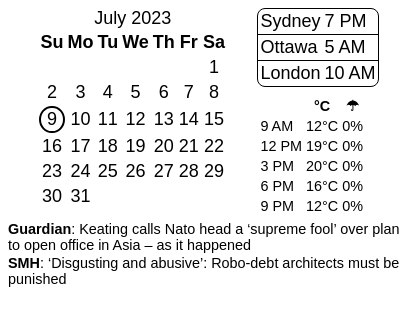 July 2023
Su Mo Tu We Th Fr Sa
1
2 3 4 5 6 7 8
9 10 11 12 13 14 15
16 17 18 19 20 21 22
23 24 25 26 27 28 29
30 31
Sydney 7 PM
Ottawa 5 AM
London 10 AM
°C ☂
9 AM 12°C 0%
12 PM 19°C 0%
3 PM 20°C 0%
6 PM 16°C 0%
9 PM 12°C 0%
Guardian: Keating calls Nato head a ‘supreme fool’ over plan
to open office in Asia – as it happened
SMH: ‘Disgusting and abusive’: Robo-debt architects must be
punished